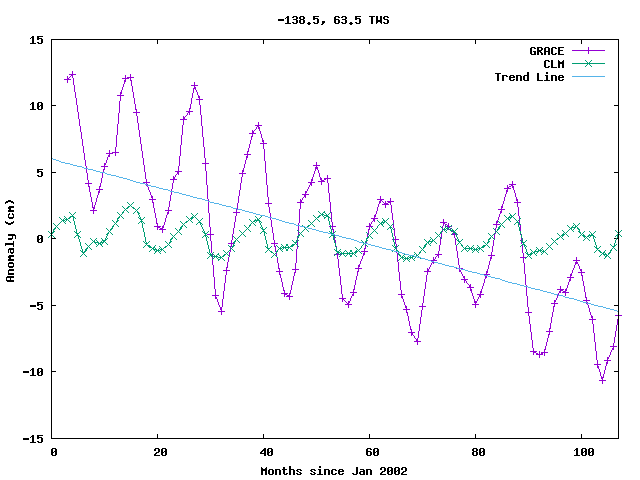 -138.5, 63.5 TWS
GRACE
CLM
Trend Line
15
10
5
0
-5
-10
-15
Anomaly (cm)
0 20 40 60 80 100
Months since Jan 2002